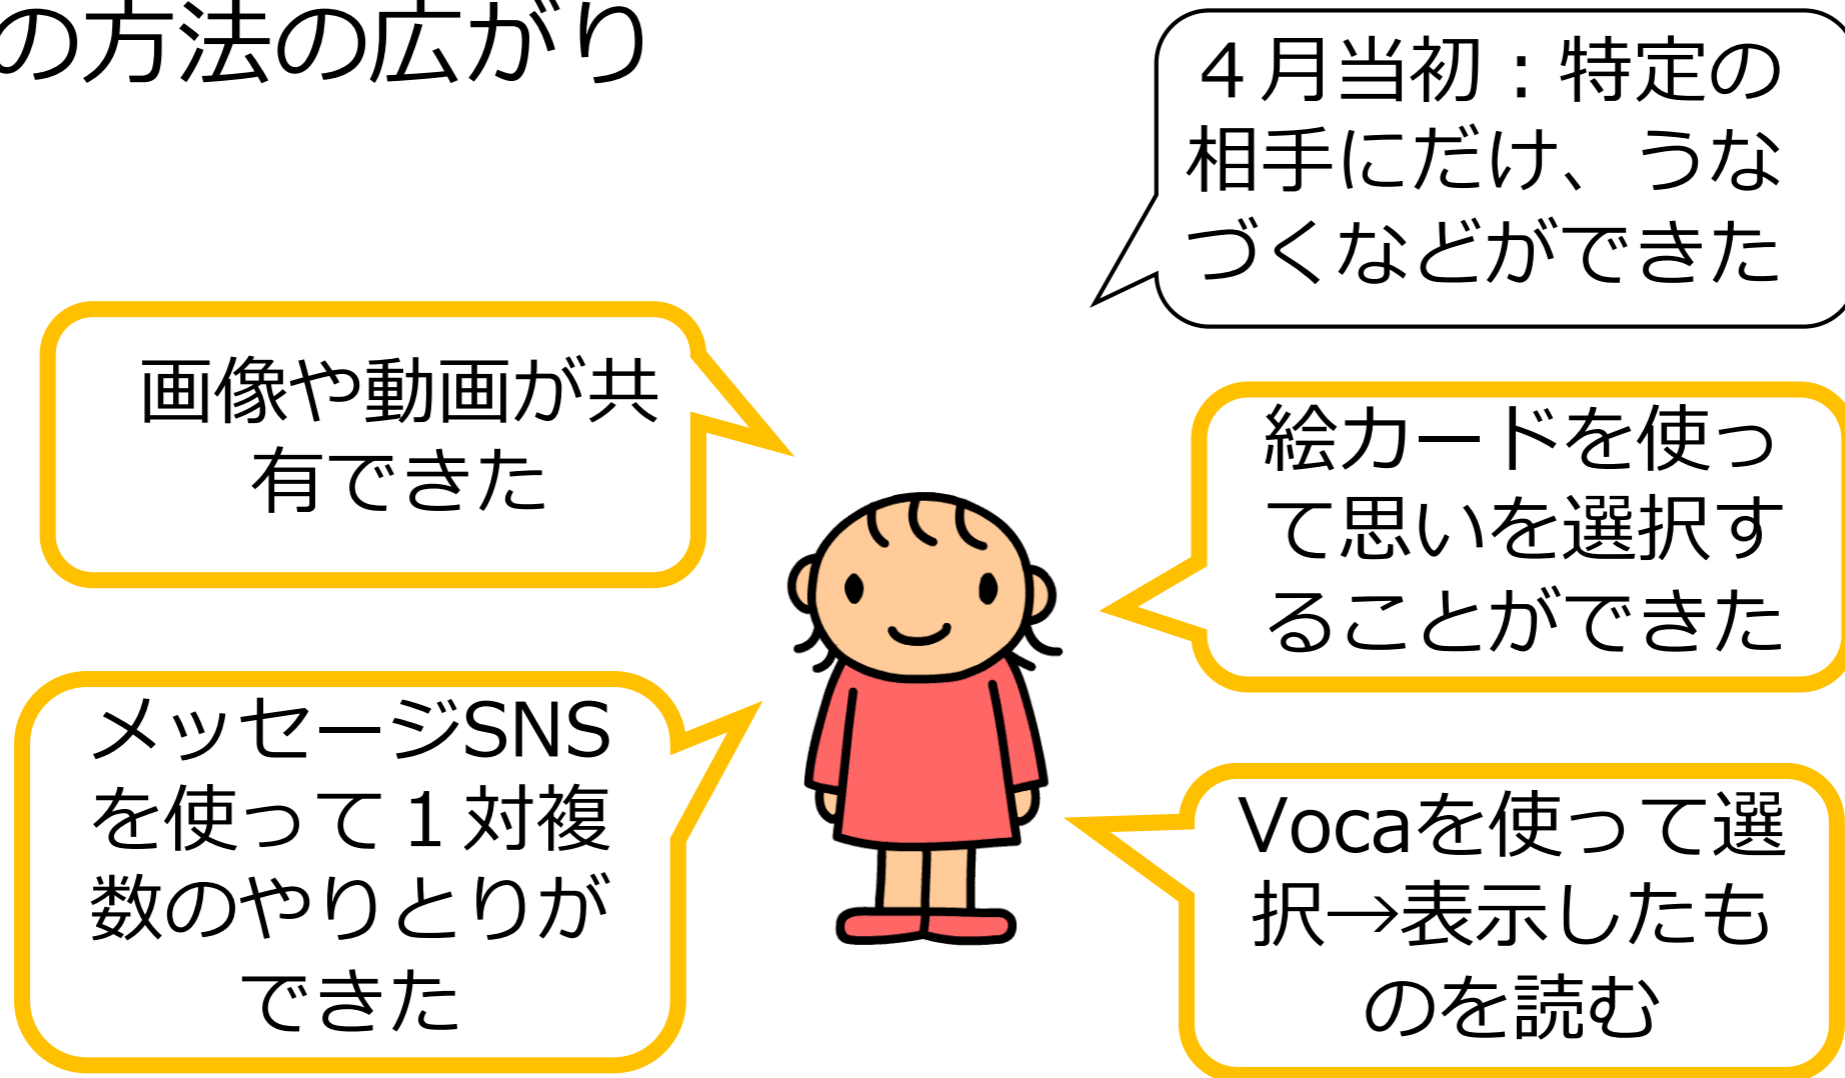 の方法の広がり
４月当初：特定の
相手にだけ、うな
づくなどができた
画像や動画が共
有できた
絵カードを使っ
て思いを選択す
ることができた
メッセージSNS
を使って１対複
数のやりとりが
できた
Vocaを使って選
択→表示したも
のを読む